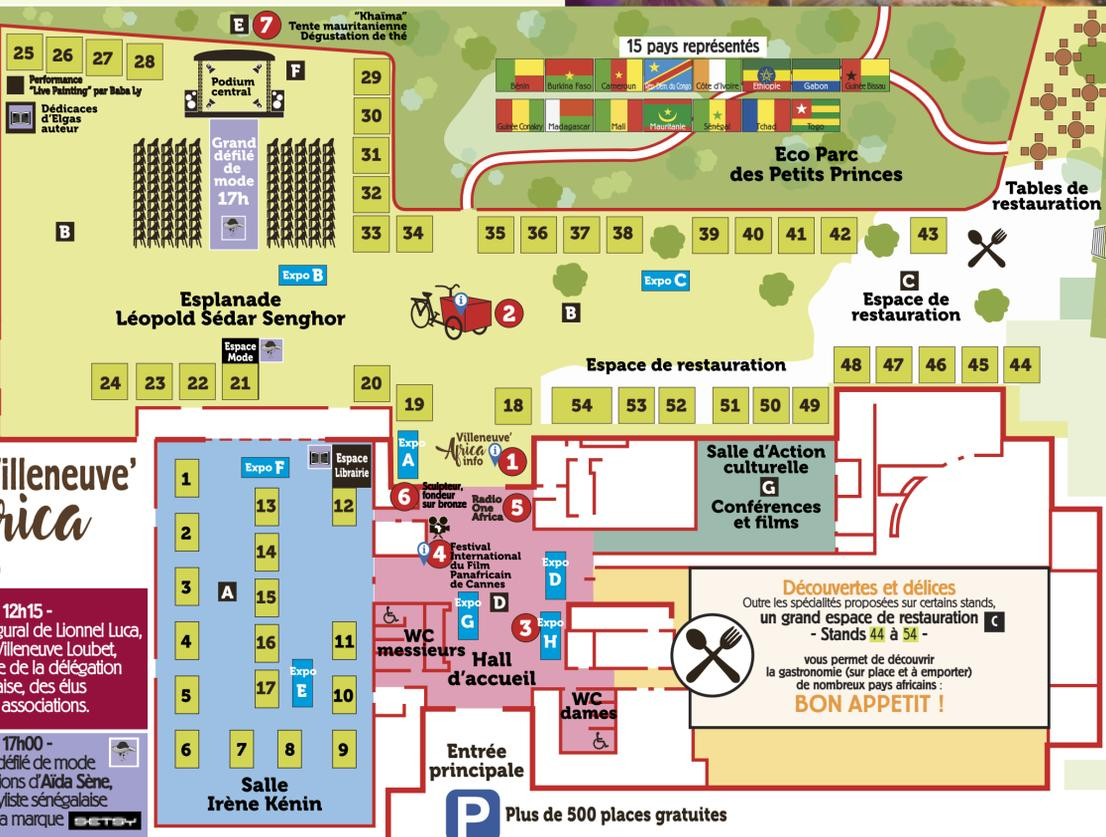 E 7 "Khaïma"
Tente mauritanienne
Dégustation de thé
25 26 27 28
Performance
"Live Painting" par Baba Ly
Dédicaces
d'Elgas
auteur
Podium
central
F
Grand
défilé
de
mode
17h
29
30
31
32
33 34
15 pays représentés
Bénin Burkina Faso Cameroun Côte d'Ivoire Ethiopie Gabon Guinée Bissau
Guinée Conakry Madagascar Mali Mauritanie Sénégal Tchad Togo
Eco Parc
des Petits Princes
Tables de
restauration
B
35 36 37 38 39 40 41 42 43
Expo B
Expo C
C
Espace de
restauration
Esplanade
Léopold Sédar Senghor
2
B
Espace
Mode
24 23 22 21 20
Espace de restauration
48 47 46 45 44
19 18 54 53 52 51 50 49
Expo
A
Villeneuve'
Africa
info
1
6 Sculpteur,
fondeur
sur bronze
Radio
One
Africa
5
4 Festival
International
du Film
Panafricain
de Cannes
Expo
D
Expo
G
D
3
Expo
H
WC
messieurs
Hall
d'accueil
WC
dames
Salle d'Action
culturelle
G
Conférences
et films
Expo F
Espace
Librairie
1
2
3
4
5
6 7 8 9
13
14
15
16
17
12
11
10
A
Expo
E
Salle
Irène Kénin
Découvertes et délices
Outre les spécialités proposées sur certains stands,
un grand espace de restauration C
- Stands 44 à 54 -
vous permet de découvrir
la gastronomie (sur place et à emporter)
de nombreux pays africains :
BON APPETIT !
Entrée
principale
P Plus de 500 places gratuites
illeneuve'
rica
12h15 -
gural de Lionnel Luca,
Villeneuve Loubet,
e de la délégation
aise, des élus
associations.
17h00 -
défilé de mode
ions d'Aïda Sène,
yliste sénégalaise
a marque